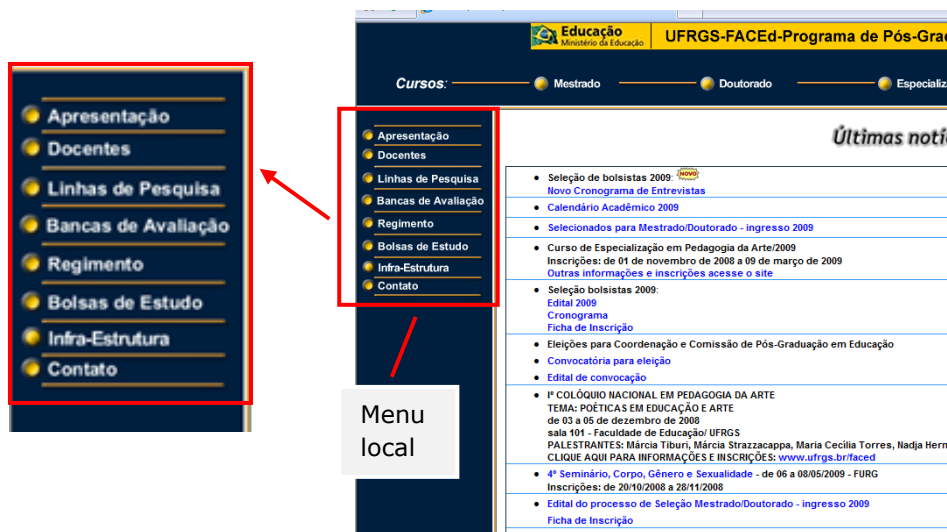 Apresentação
Docentes
Linhas de Pesquisa
Bancas de Avaliação
Regimento
Bolsas de Estudo
Infra-Estrutura
Contato
Educação
Ministério da Educação
UFRGS-FACEd-Programa de Pós-Gra
Cursos:
Mestrado
Doutorado
Especializ
Apresentação
Docentes
Linhas de Pesquisa
Bancas de Avaliação
Regimento
Bolsas de Estudo
Infra-Estrutura
Contato
Menu
local
Últimas notí
Seleção de bolsistas 2009: NOVO
Novo Cronograma de Entrevistas
Calendário Acadêmico 2009
Selecionados para Mestrado/Doutorado - ingresso 2009
Curso de Especialização em Pedagogia da Arte/2009
Inscrições: de 01 de novembro de 2008 a 09 de março de 2009
Outras informações e inscrições acesse o site
Seleção bolsistas 2009:
Edital 2009
Cronograma
Ficha de Inscrição
Eleições para Coordenação e Comissão de Pós-Graduação em Educação
Convocatória para eleição
Edital de convocação
Iº COLÓQUIO NACIONAL EM PEDAGOGIA DA ARTE
TEMA: POÉTICAS EM EDUCAÇÃO E ARTE
de 03 a 05 de dezembro de 2008
sala 101 - Faculdade de Educação/ UFRGS
PALESTRANTES: Márcia Tiburi, Márcia Strazzacappa, Maria Cecília Torres, Nadja Hern
CLIQUE AQUI PARA INFORMAÇÕES E INSCRIÇÕES: www.ufrgs.br/faced
4º Seminário, Corpo, Gênero e Sexualidade - de 06 a 08/05/2009 - FURG
Inscrições: de 20/10/2008 a 28/11/2008
Edital do processo de Seleção Mestrado/Doutorado - ingresso 2009
Ficha de Inscrição